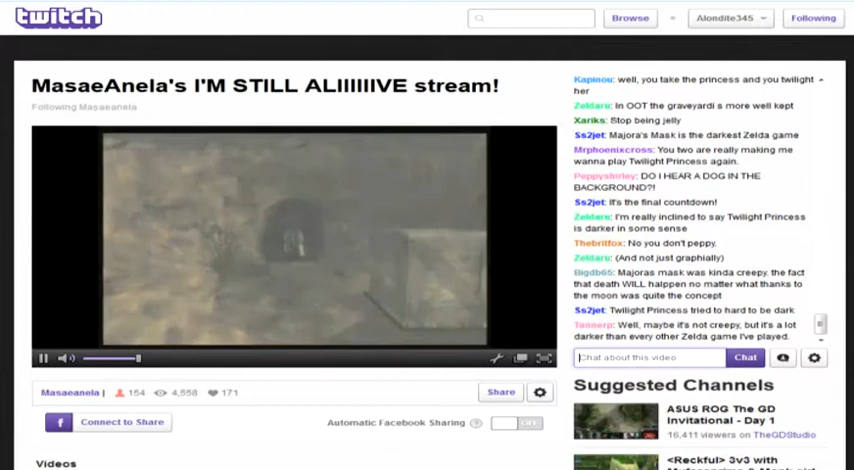 twitch
Browse
Alondite345
Following
MasaeAnela's I'M STILL ALIIIIIIVE stream!
Following Masaeanela
Kapinou: well, you take the princess and you twilight
her
Zeldaru: In OOT the graveyardi s more well kept
Xariks: Stop being jelly
Ss2jet: Majora's Mask is the darkest Zelda game
Mrphoenixcross: You two are really making me
wanna play Twilight Princess again.
Peppyshirley: DO I HEAR A DOG IN THE
BACKGROUND?!
Ss2jet: It's the final countdown!
Zeldaru: I'm really inclined to say Twilight Princess
is darker in some sense
Thebritfox: No you don't peppy.
Zeldaru: (And not just graphially)
Bigdb65: Majoras mask was kinda creepy. the fact
that death WILL halppen no matter what thanks to
the moon was quite the concept
Ss2jet: Twilight Princess tried to hard to be dark
Tannerp: Well, maybe it's not creepy, but it's a lot
darker than every other Zelda game I've played.
Chat about this video
Chat
Masaeanela | 154 4,558 171
Share
f Connect to Share
Automatic Facebook Sharing ? OFF
Videos
Suggested Channels
ASUS ROG The GD
Invitational - Day 1
16,411 viewers on TheGDStudio
<Reckful> 3v3 with